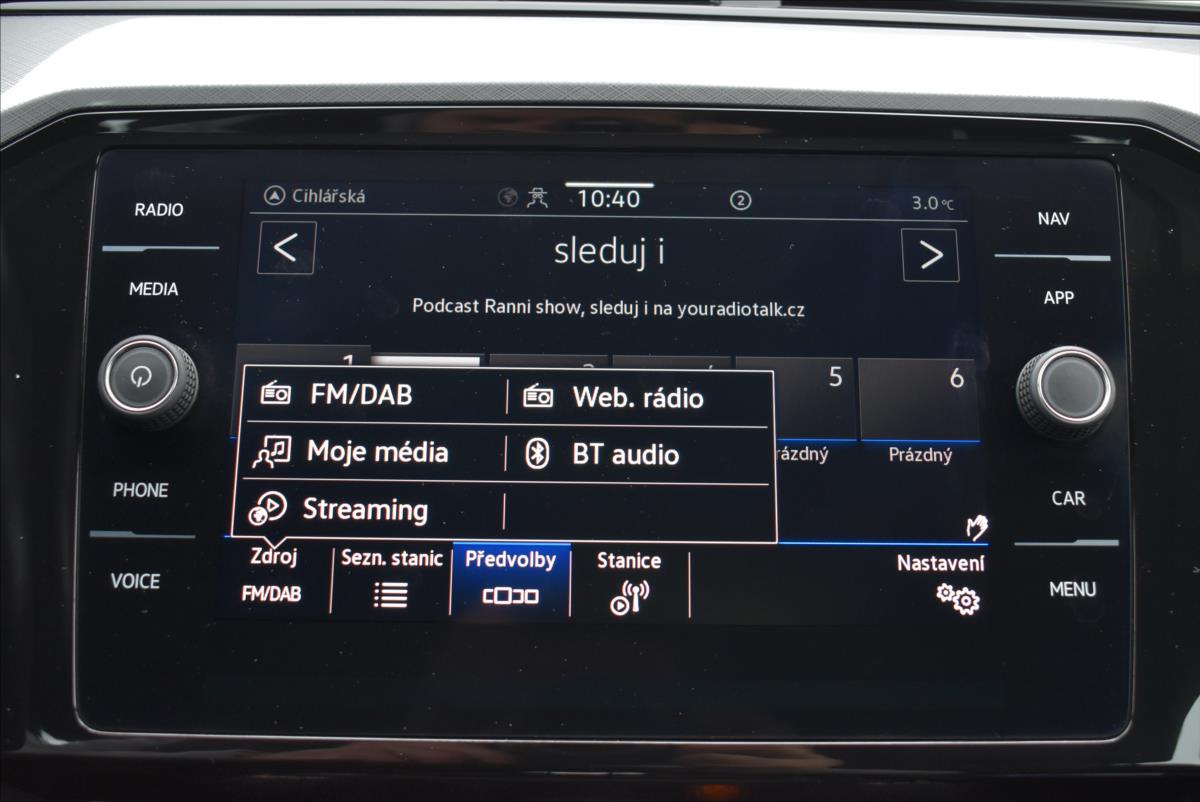 RADIO
MEDIA
PHONE
VOICE
Cihlářská
10:40
2
3.0 °C
<
sleduj i
>
Podcast Ranni show, sleduj i na youradiotalk.cz
1
5
6
Prázdný
FM/DAB
Web. rádio
Moje média
BT audio
Streaming
Zdroj
FM/DAB
Sezn. stanic
Předvolby
Stanice
Nastavení
NAV
APP
CAR
MENU